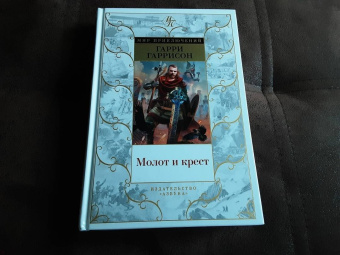 МИР ПРИКЛЮЧЕНИЙ
ГАРРИ
ГАРРИСОН
Молот и крест
ИЗДАТЕЛЬСТВО
«АЗБУКА»